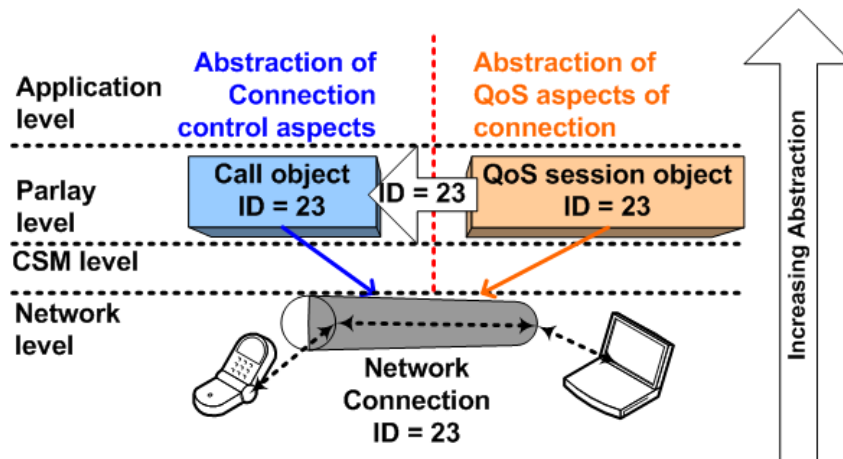 Application
level
Abstraction of
Connection
control aspects
Abstraction of
QoS aspects of
connection
Parlay
level
Call object
ID = 23
ID = 23
QoS session object
ID = 23
CSM level
Network
level
Network
Connection
ID = 23
Increasing Abstraction